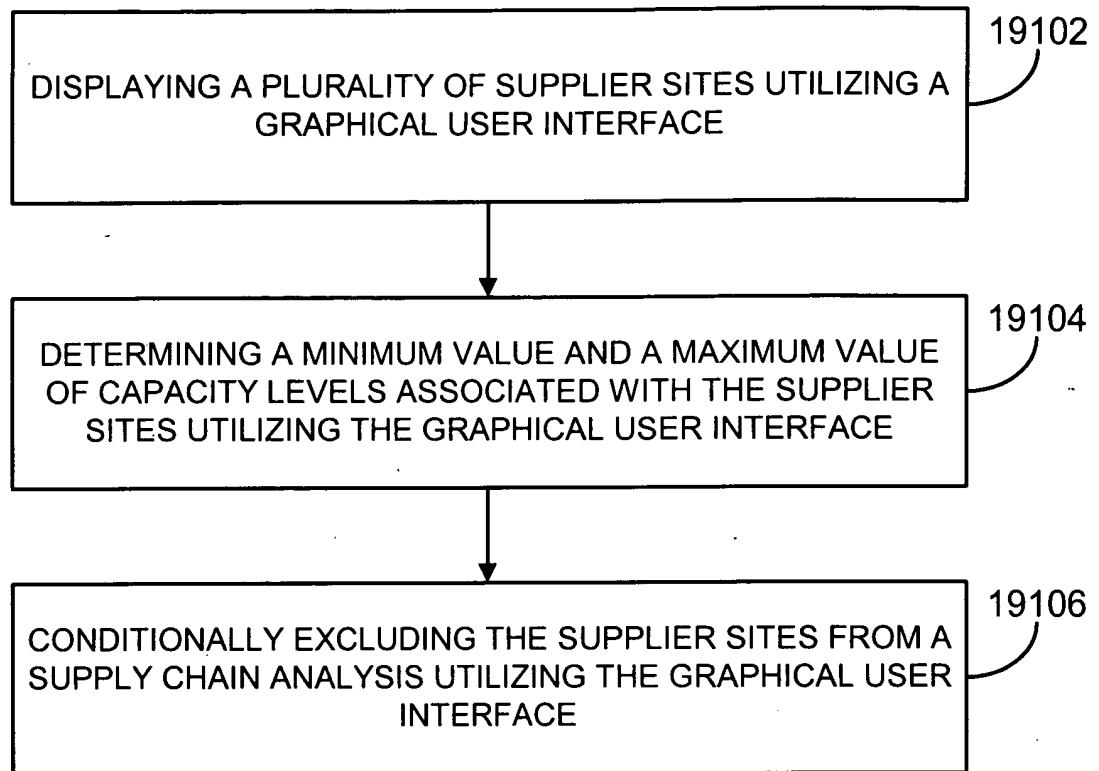 19102
DISPLAYING A PLURALITY OF SUPPLIER SITES UTILIZING A
GRAPHICAL USER INTERFACE
19104
DETERMINING A MINIMUM VALUE AND A MAXIMUM VALUE
OF CAPACITY LEVELS ASSOCIATED WITH THE SUPPLIER
SITES UTILIZING THE GRAPHICAL USER INTERFACE
19106
CONDITIONALLY EXCLUDING THE SUPPLIER SITES FROM A
SUPPLY CHAIN ANALYSIS UTILIZING THE GRAPHICAL USER
INTERFACE